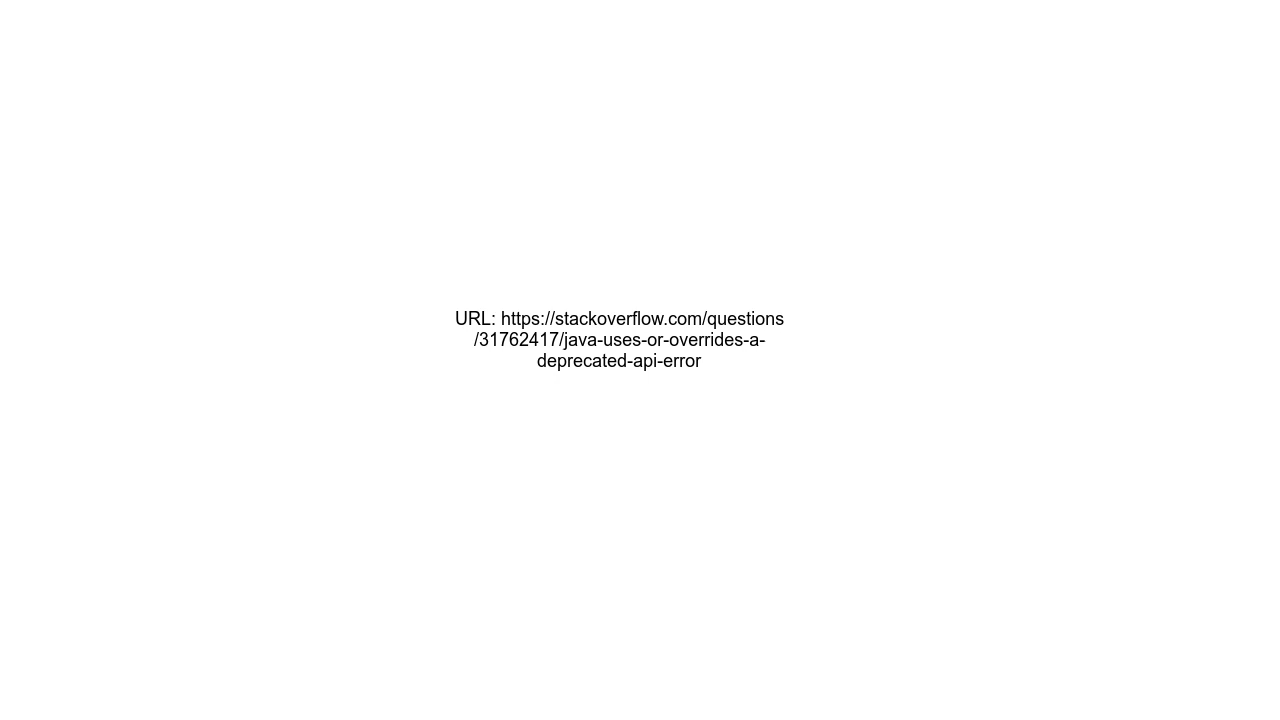 URL: https://stackoverflow.com/questions
/31762417/java-uses-or-overrides-a-
deprecated-api-error